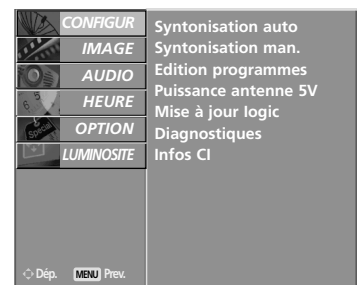 CONFIGUR
IMAGE
AUDIO
HEURE
OPTION
LUMINOSITE
Syntonisation auto
Syntonisation man.
Edition programmes
Puissance antenne 5V
Mise à jour logic
Diagnostiques
Infos CI
Dép. MENU Prev.
Special